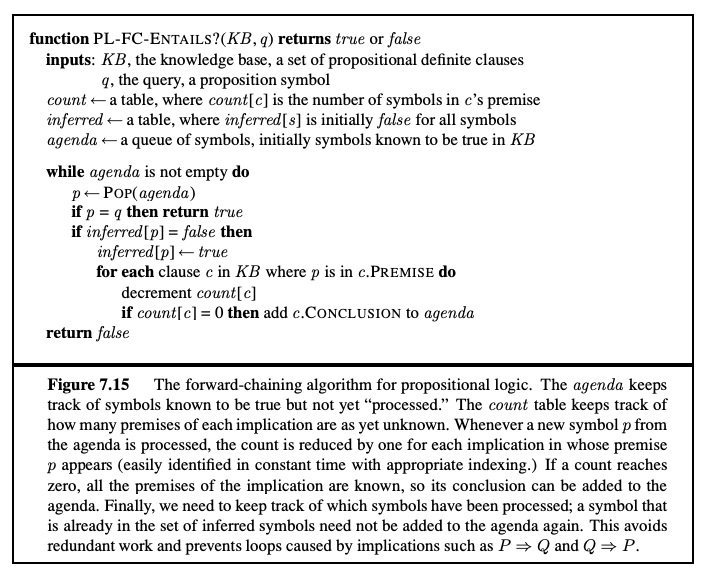 function PL-FC-ENTAILS?(KB, q) returns true or false
inputs: KB, the knowledge base, a set of propositional definite clauses
q, the query, a proposition symbol
count ← a table, where count[c] is the number of symbols in c's premise
inferred ← a table, where inferred[s] is initially false for all symbols
agenda ← a queue of symbols, initially symbols known to be true in KB
while agenda is not empty do
p ← POP(agenda)
if p = q then return true
if inferred[p] = false then
inferred[p] ← true
for each clause c in KB where p is in c.PREMISE do
decrement count[c]
if count[c] = 0 then add c.CONCLUSION to agenda
return false
Figure 7.15 The forward-chaining algorithm for propositional logic. The agenda keeps
track of symbols known to be true but not yet “processed.” The count table keeps track of
how many premises of each implication are as yet unknown. Whenever a new symbol p from
the agenda is processed, the count is reduced by one for each implication in whose premise
p appears (easily identified in constant time with appropriate indexing.) If a count reaches
zero, all the premises of the implication are known, so its conclusion can be added to the
agenda. Finally, we need to keep track of which symbols have been processed; a symbol that
is already in the set of inferred symbols need not be added to the agenda again. This avoids
redundant work and prevents loops caused by implications such as P ⇒ Q and Q ⇒ P.